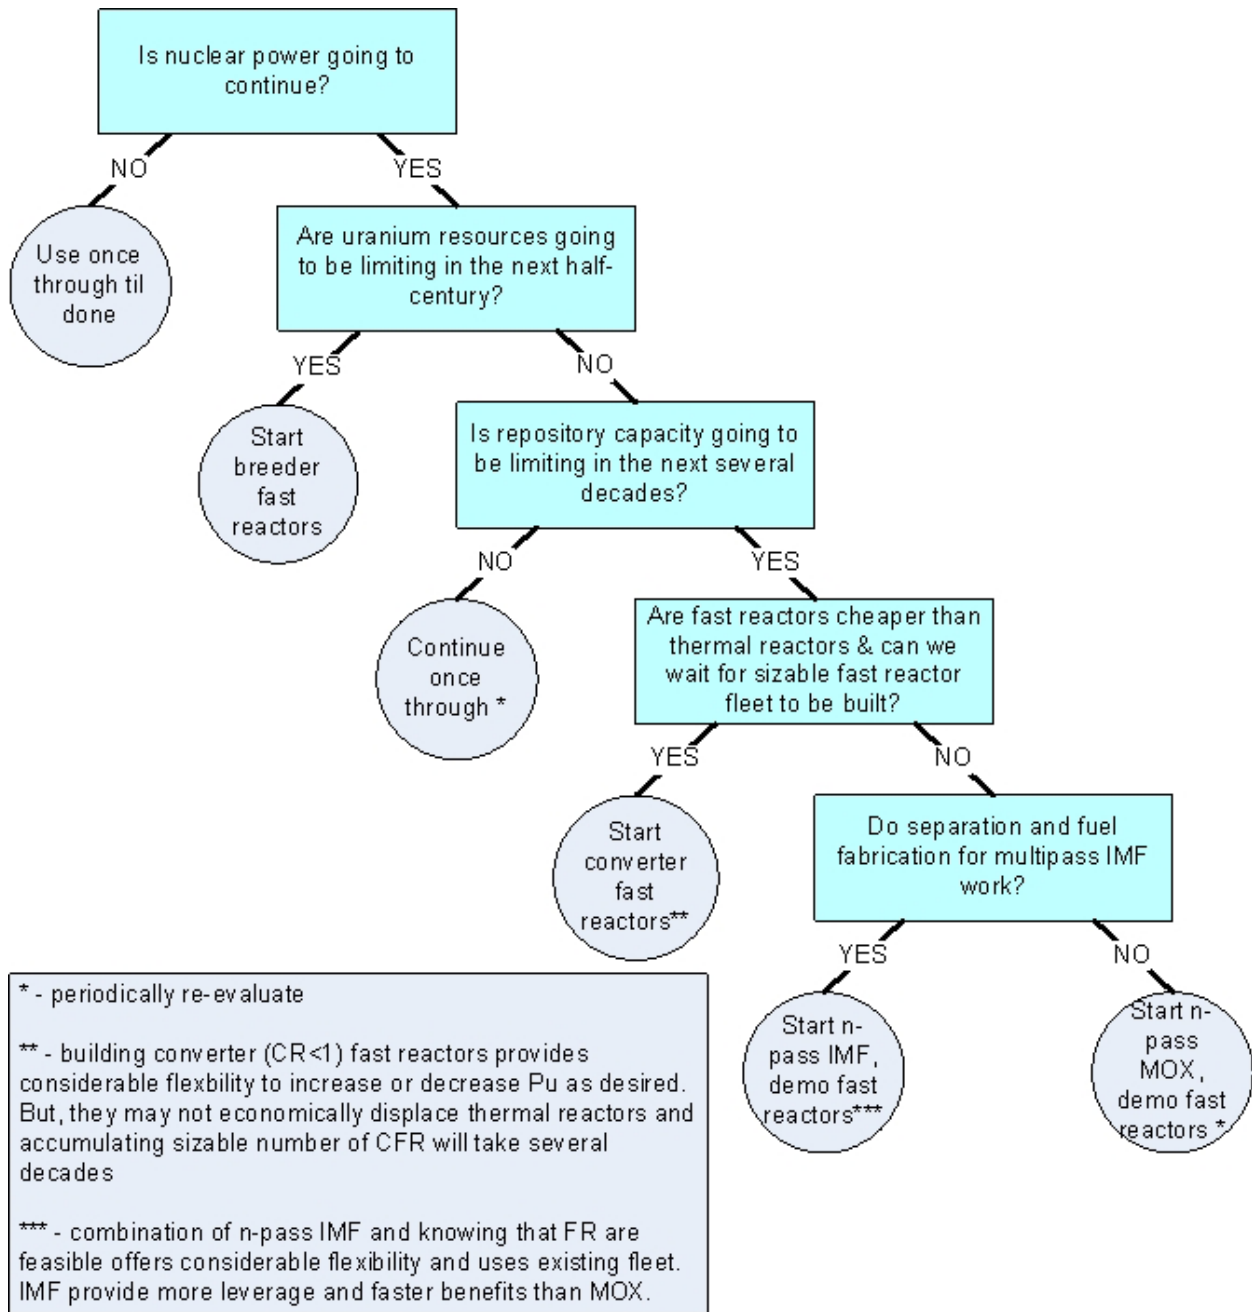 Is nuclear power going to
continue?
NO
YES
Use once
through til
done
Are uranium resources going
to be limiting in the next half-
century?
YES
NO
Start
breeder
fast
reactors
Is repository capacity going to
be limiting in the next several
decades?
NO
YES
Continue
once
through *
Are fast reactors cheaper than
thermal reactors & can we
wait for sizable fast reactor
fleet to be built?
YES
NO
Start
converter
fast
reactors**
Do separation and fuel
fabrication for multipass IMF
work?
YES
NO
Start n-
pass IMF,
demo fast
reactors***
Start n-
pass
MOX,
demo fast
reactors *
* - periodically re-evaluate
** - building converter (CR<1) fast reactors provides
considerable flexbility to increase or decrease Pu as desired.
But, they may not economically displace thermal reactors and
accumulating sizable number of CFR will take several
decades
*** - combination of n-pass IMF and knowing that FR are
feasible offers considerable flexibility and uses existing fleet.
IMF provide more leverage and faster benefits than MOX.